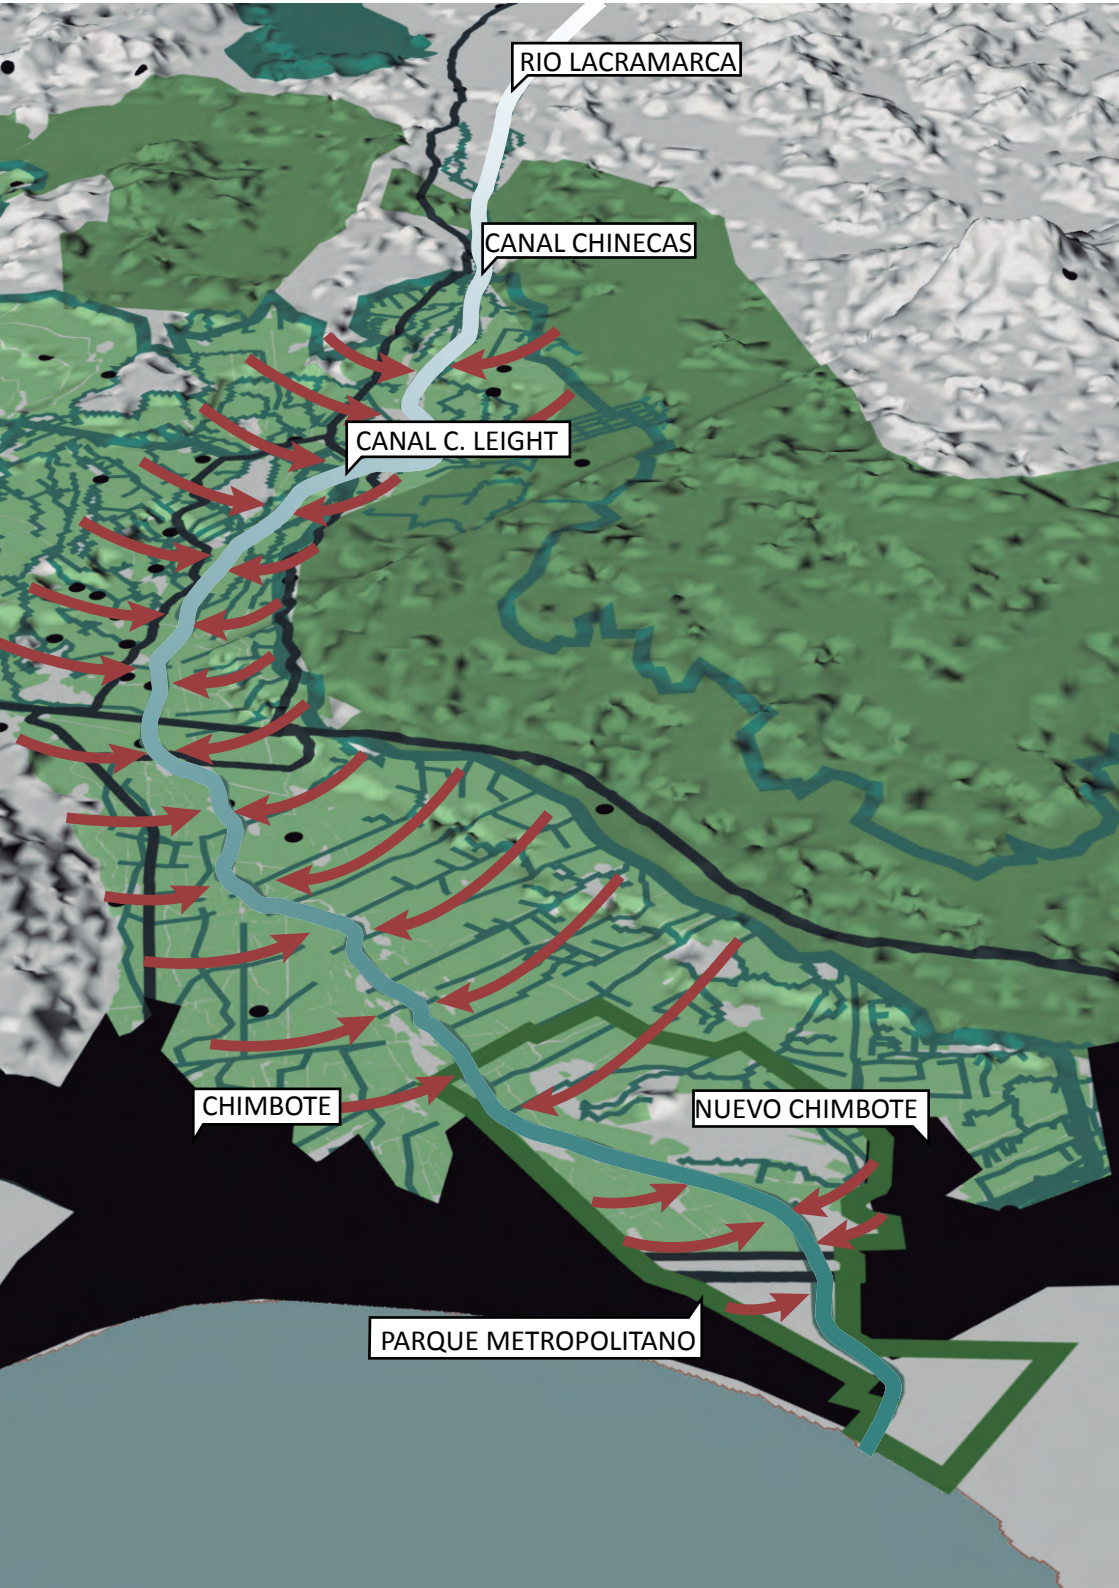 RIO LACRAMARCA
CANAL CHINECAS
CANAL C. LEIGHT
CHIMBOTE
NUEVO CHIMBOTE
PARQUE METROPOLITANO